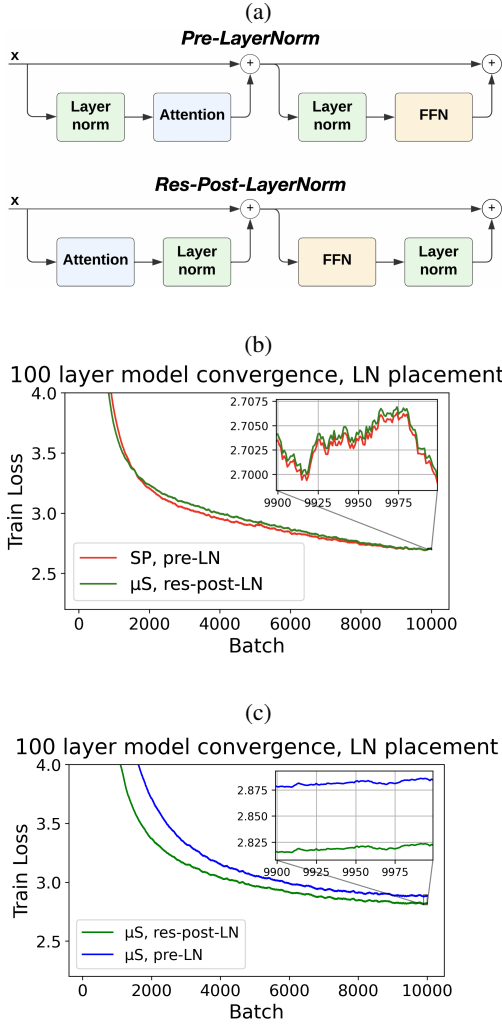 (a)
Pre-LayerNorm
x
+
+
Layer
norm
Attention
Layer
norm
FFN
Res-Post-LayerNorm
x
+
+
Attention
Layer
norm
FFN
Layer
norm
(b)
100 layer model convergence, LN placement
4.0
3.5
3.0
2.5
Train Loss
2.7075
2.7050
2.7025
2.7000
9900
9925
9950
9975
SP, pre-LN
μS, res-post-LN
0
2000
4000
6000
8000
10000
Batch
(c)
100 layer model convergence, LN placement
4.0
3.5
3.0
2.5
Train Loss
2.875
2.850
2.825
9900
9925
9950
9975
μS, res-post-LN
μS, pre-LN
0
2000
4000
6000
8000
10000
Batch